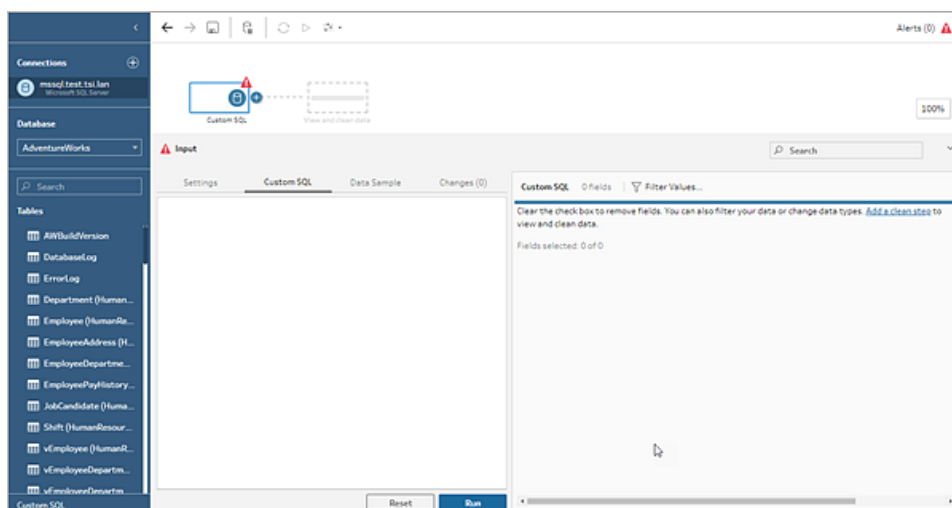 Alerts (0)
Connections
mssql.test.tsi.lan
Microsoft SQL Server
Custom SQL
View and clean data
100%
Database
AdventureWorks
Input
Search
Search
Settings
Custom SQL
Data Sample
Changes (0)
Custom SQL
0 fields
Filter Values...
Clear the check box to remove fields. You can also filter your data or change data types. Add a clean step to
view and clean data.
Fields selected: 0 of 0
Tables
AWBuildVersion
DatabaseLog
ErrorLog
Department (Human...
Employee (HumanRe...
EmployeeAddress (H...
EmployeeDepartme...
EmployeePayHistory...
JobCandidate (Huma...
Shift (HumanResour...
vEmployee (HumanR...
vEmployeeDepartm...
vEmployeeDepartm
Custom SQL
Reset
Run